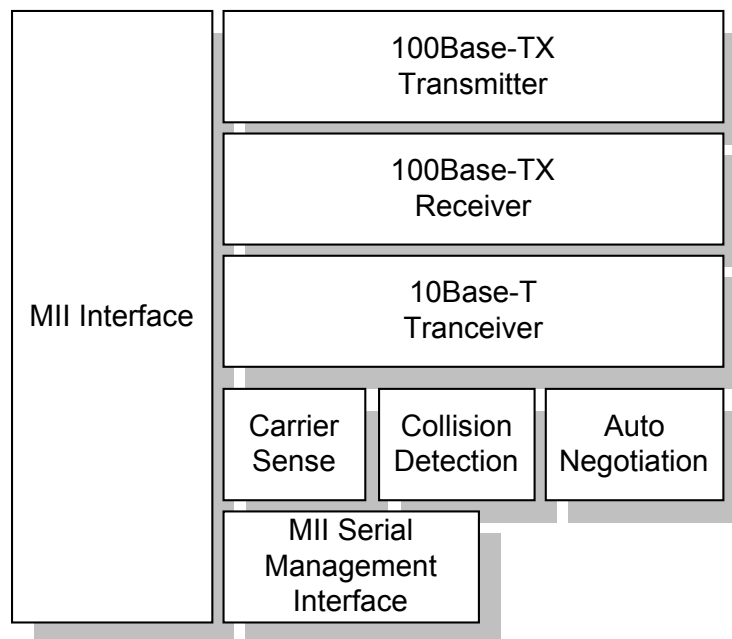 MII Interface
100Base-TX
Transmitter
100Base-TX
Receiver
10Base-T
Tranceiver
Carrier
Sense
Collision
Detection
Auto
Negotiation
MII Serial
Management
Interface